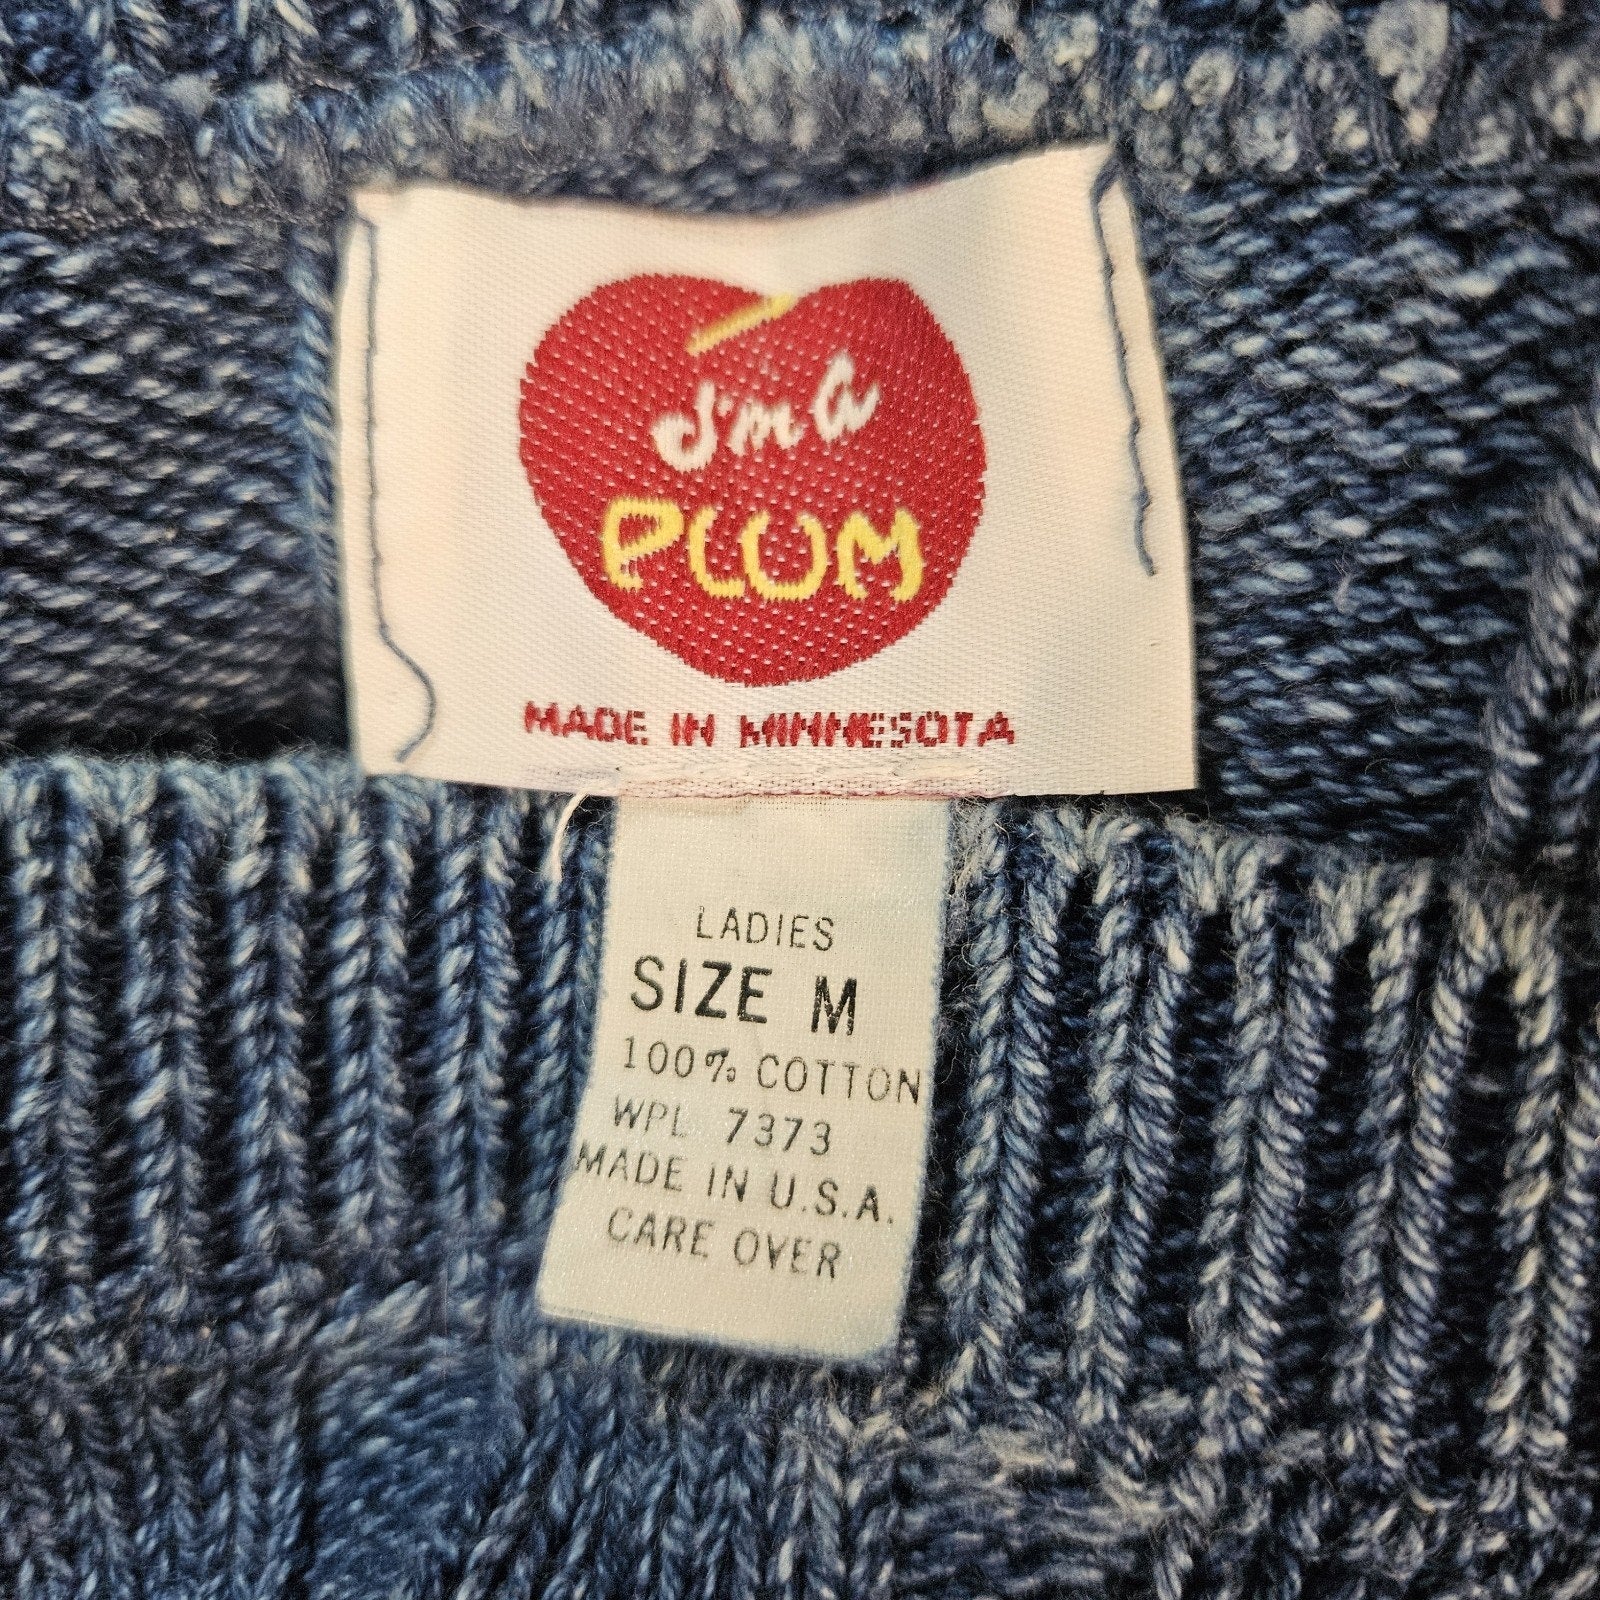 I'm A
PLUM
MADE IN MINNESOTA
LADIES
SIZE M
100% COTTON
WPL 7373
MADE IN U.S.A.
CARE OVER